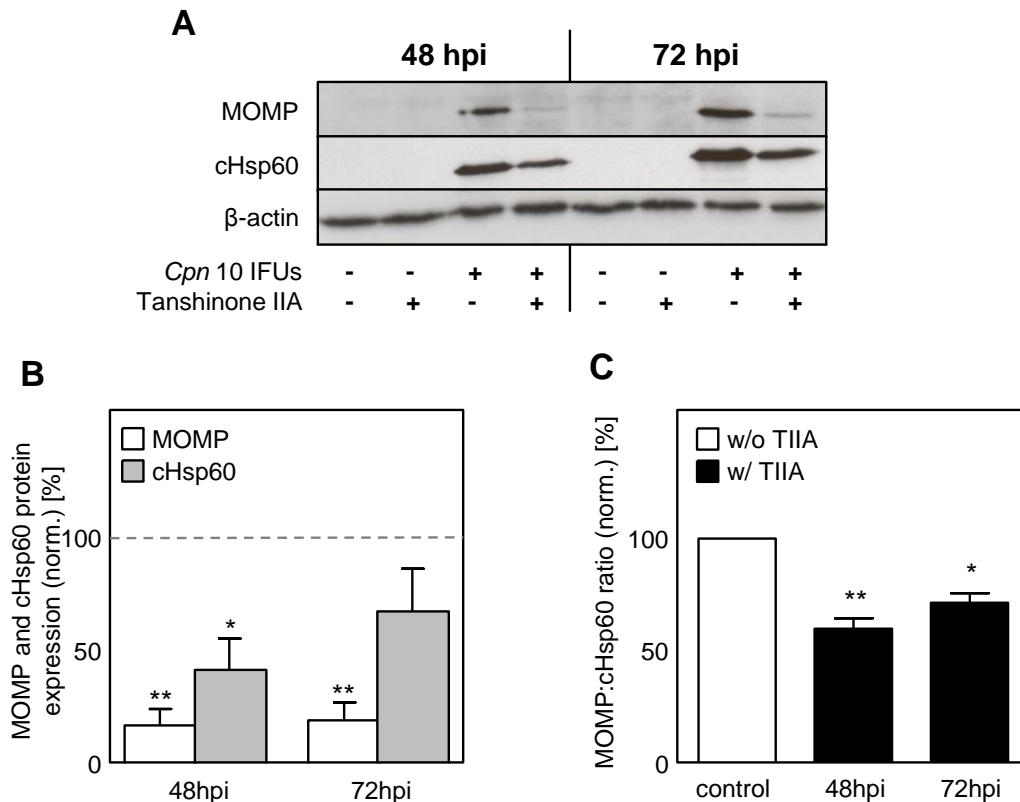 A
48 hpi 72 hpi
MOMP
cHsp60
β-actin
Cpn 10 IFUs - - + + - - + +
Tanshinone IIA - + - + - + - +
B
MOMP and cHsp60 protein
expression (norm.) [%]
MOMP
cHsp60
100
50
0
**
*
**
48hpi 72hpi
C
MOMP:cHsp60 ratio (norm.) [%]
w/o TIIA
w/ TIIA
100
50
0
**
*
control 48hpi 72hpi